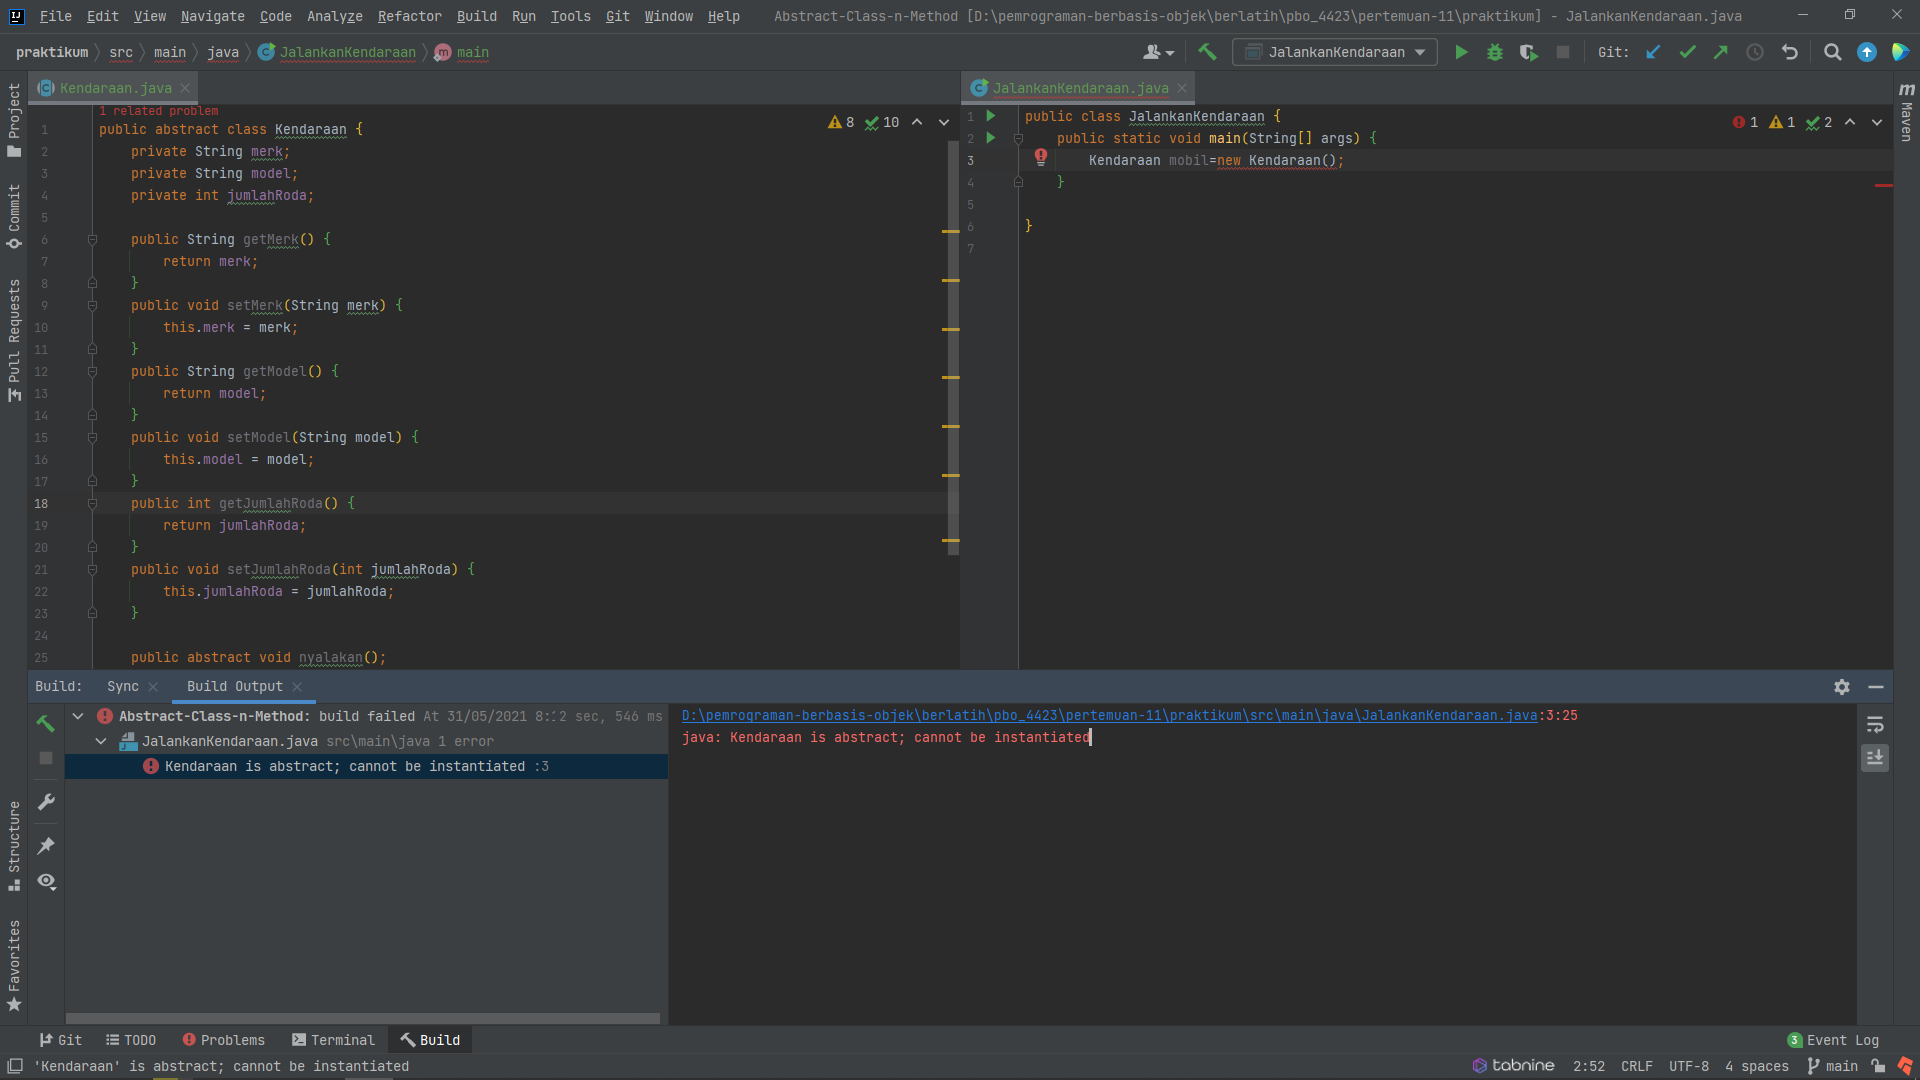 File Edit View Navigate Code Analyze Refactor Build Run Tools Git Window Help Abstract-Class-n-Method [D:\pemrograman-berbasis-objek\berlatih\pbo_4423\pertemuan-11\praktikum] - JalankanKendaraan.java
praktikum src main java JalankanKendaraan main JalankanKendaraan Git:
Project
Commit
Pull Requests
Structure
Favorites
Kendaraan.java
1 related problem
8 10
1 public abstract class Kendaraan {
2 private String merk;
3 private String model;
4 private int jumlahRoda;
5
6 public String getMerk() {
7 return merk;
8 }
9 public void setMerk(String merk) {
10 this.merk = merk;
11 }
12 public String getModel() {
13 return model;
14 }
15 public void setModel(String model) {
16 this.model = model;
17 }
18 public int getJumlahRoda() {
19 return jumlahRoda;
20 }
21 public void setJumlahRoda(int jumlahRoda) {
22 this.jumlahRoda = jumlahRoda;
23 }
24
25 public abstract void nyalakan();
JalankanKendaraan.java
1 1 2
1 public class JalankanKendaraan {
2 public static void main(String[] args) {
3 Kendaraan mobil=new Kendaraan();
4 }
5
6 }
7
m Maven
Build: Sync Build Output
Abstract-Class-n-Method: build failed At 31/05/2021 2 sec, 546 ms
JalankanKendaraan.java src\main\java 1 error
Kendaraan is abstract; cannot be instantiated :3
D:\pemrograman-berbasis-objek\berlatih\pbo_4423\pertemuan-11\praktikum\src\main\java\JalankanKendaraan.java:3:25
java: Kendaraan is abstract; cannot be instantiated
Git TODO Problems Terminal Build 3 Event Log
'Kendaraan' is abstract; cannot be instantiated tabnine 2:52 CRLF UTF-8 4 spaces main